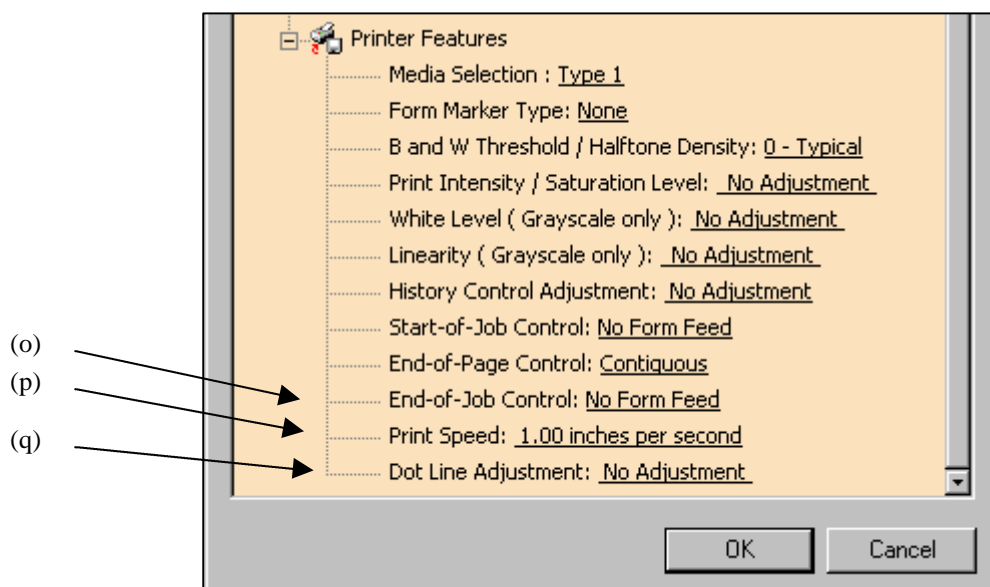 Printer Features
Media Selection : Type 1
Form Marker Type: None
B and W Threshold / Halftone Density: 0 - Typical
Print Intensity / Saturation Level: No Adjustment
White Level ( Grayscale only ): No Adjustment
Linearity ( Grayscale only ): No Adjustment
History Control Adjustment: No Adjustment
Start-of-Job Control: No Form Feed
(o)
End-of-Page Control: Contiguous
(p)
End-of-Job Control: No Form Feed
Print Speed: 1.00 inches per second
(q)
Dot Line Adjustment: No Adjustment
OK
Cancel